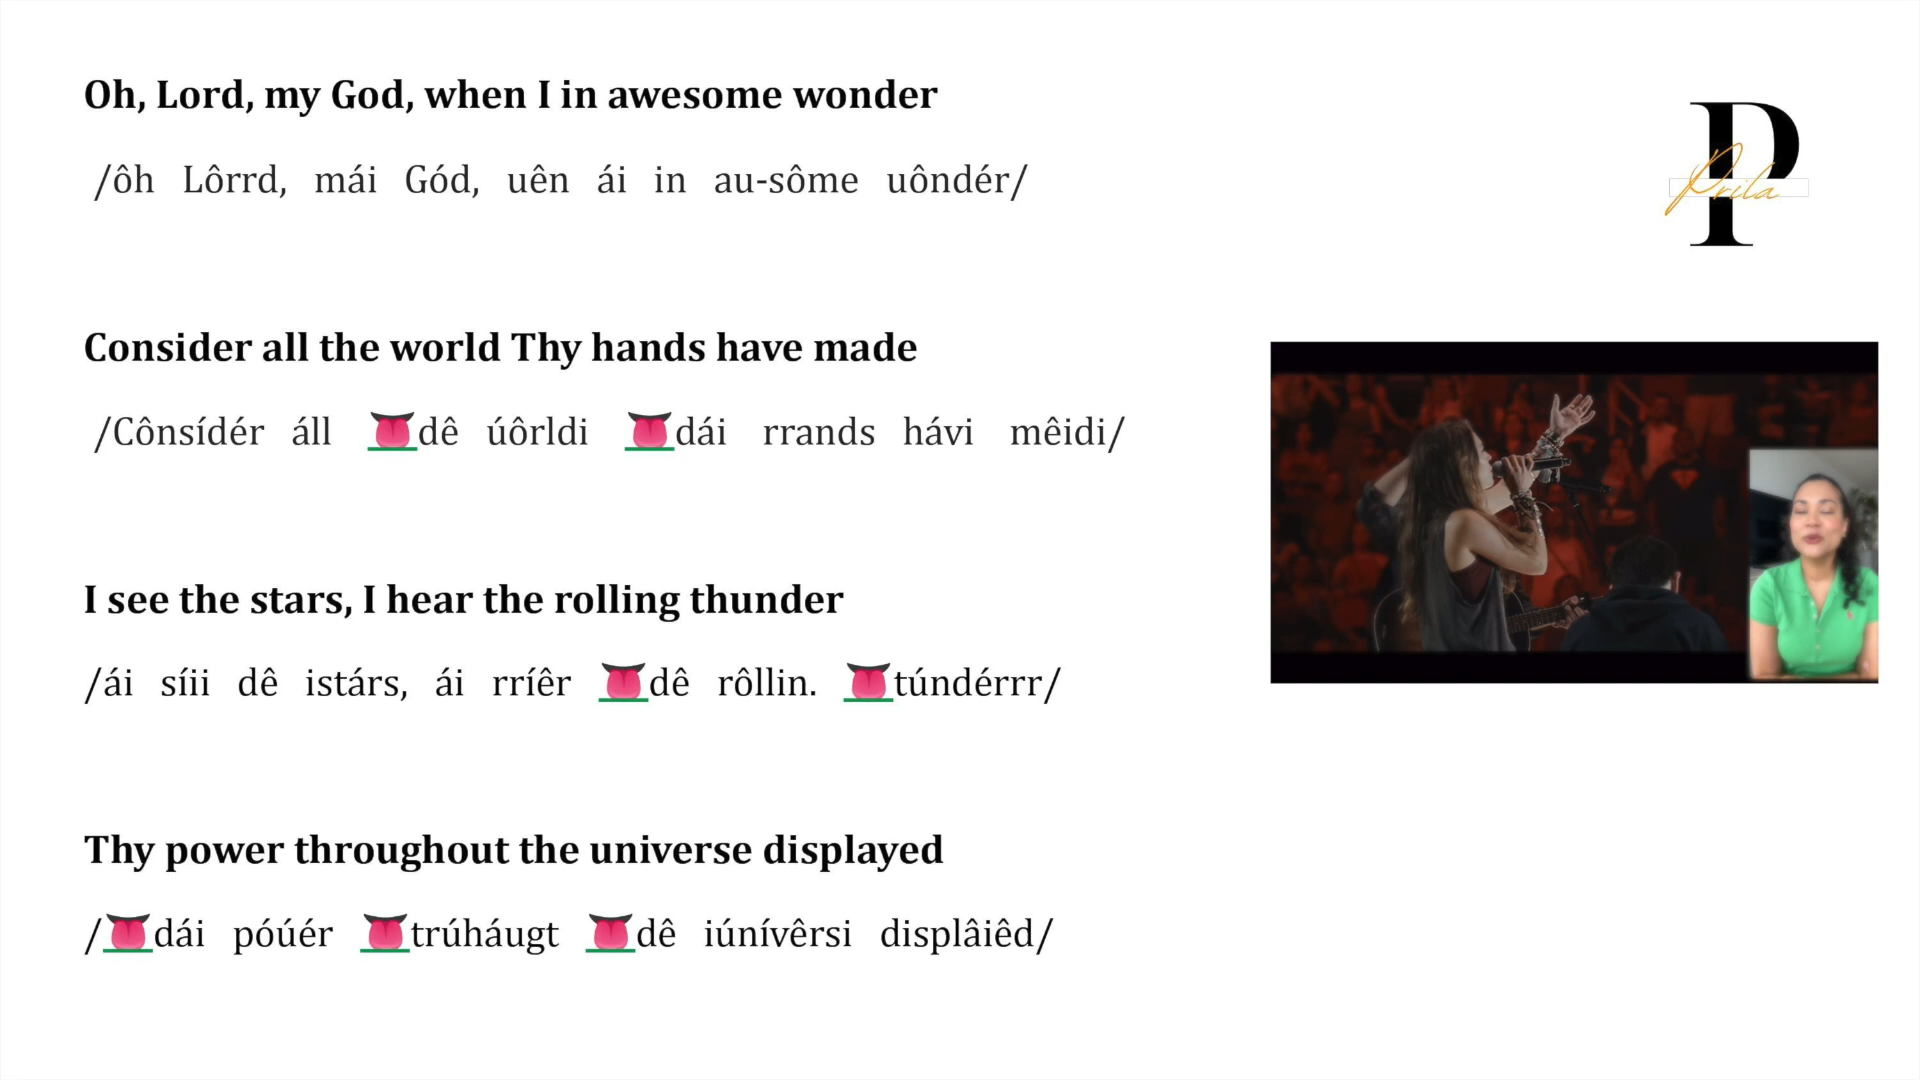 Oh, Lord, my God, when I in awesome wonder
/ôh Lôrrd, mái Gód, uên ái in au-sôme uôndér/
P
Prila
Consider all the world Thy hands have made
/Cônsídér áll 👅dê úôrldi 👅dái rrands hávi mêidi/
I see the stars, I hear the rolling thunder
/ái síii dê istárs, ái rríêr 👅dê rôllin. 👅túndérrr/
Thy power throughout the universe displayed
/👅dái póúér 👅trúháugt 👅dê iúnívêrsi displâiêd/